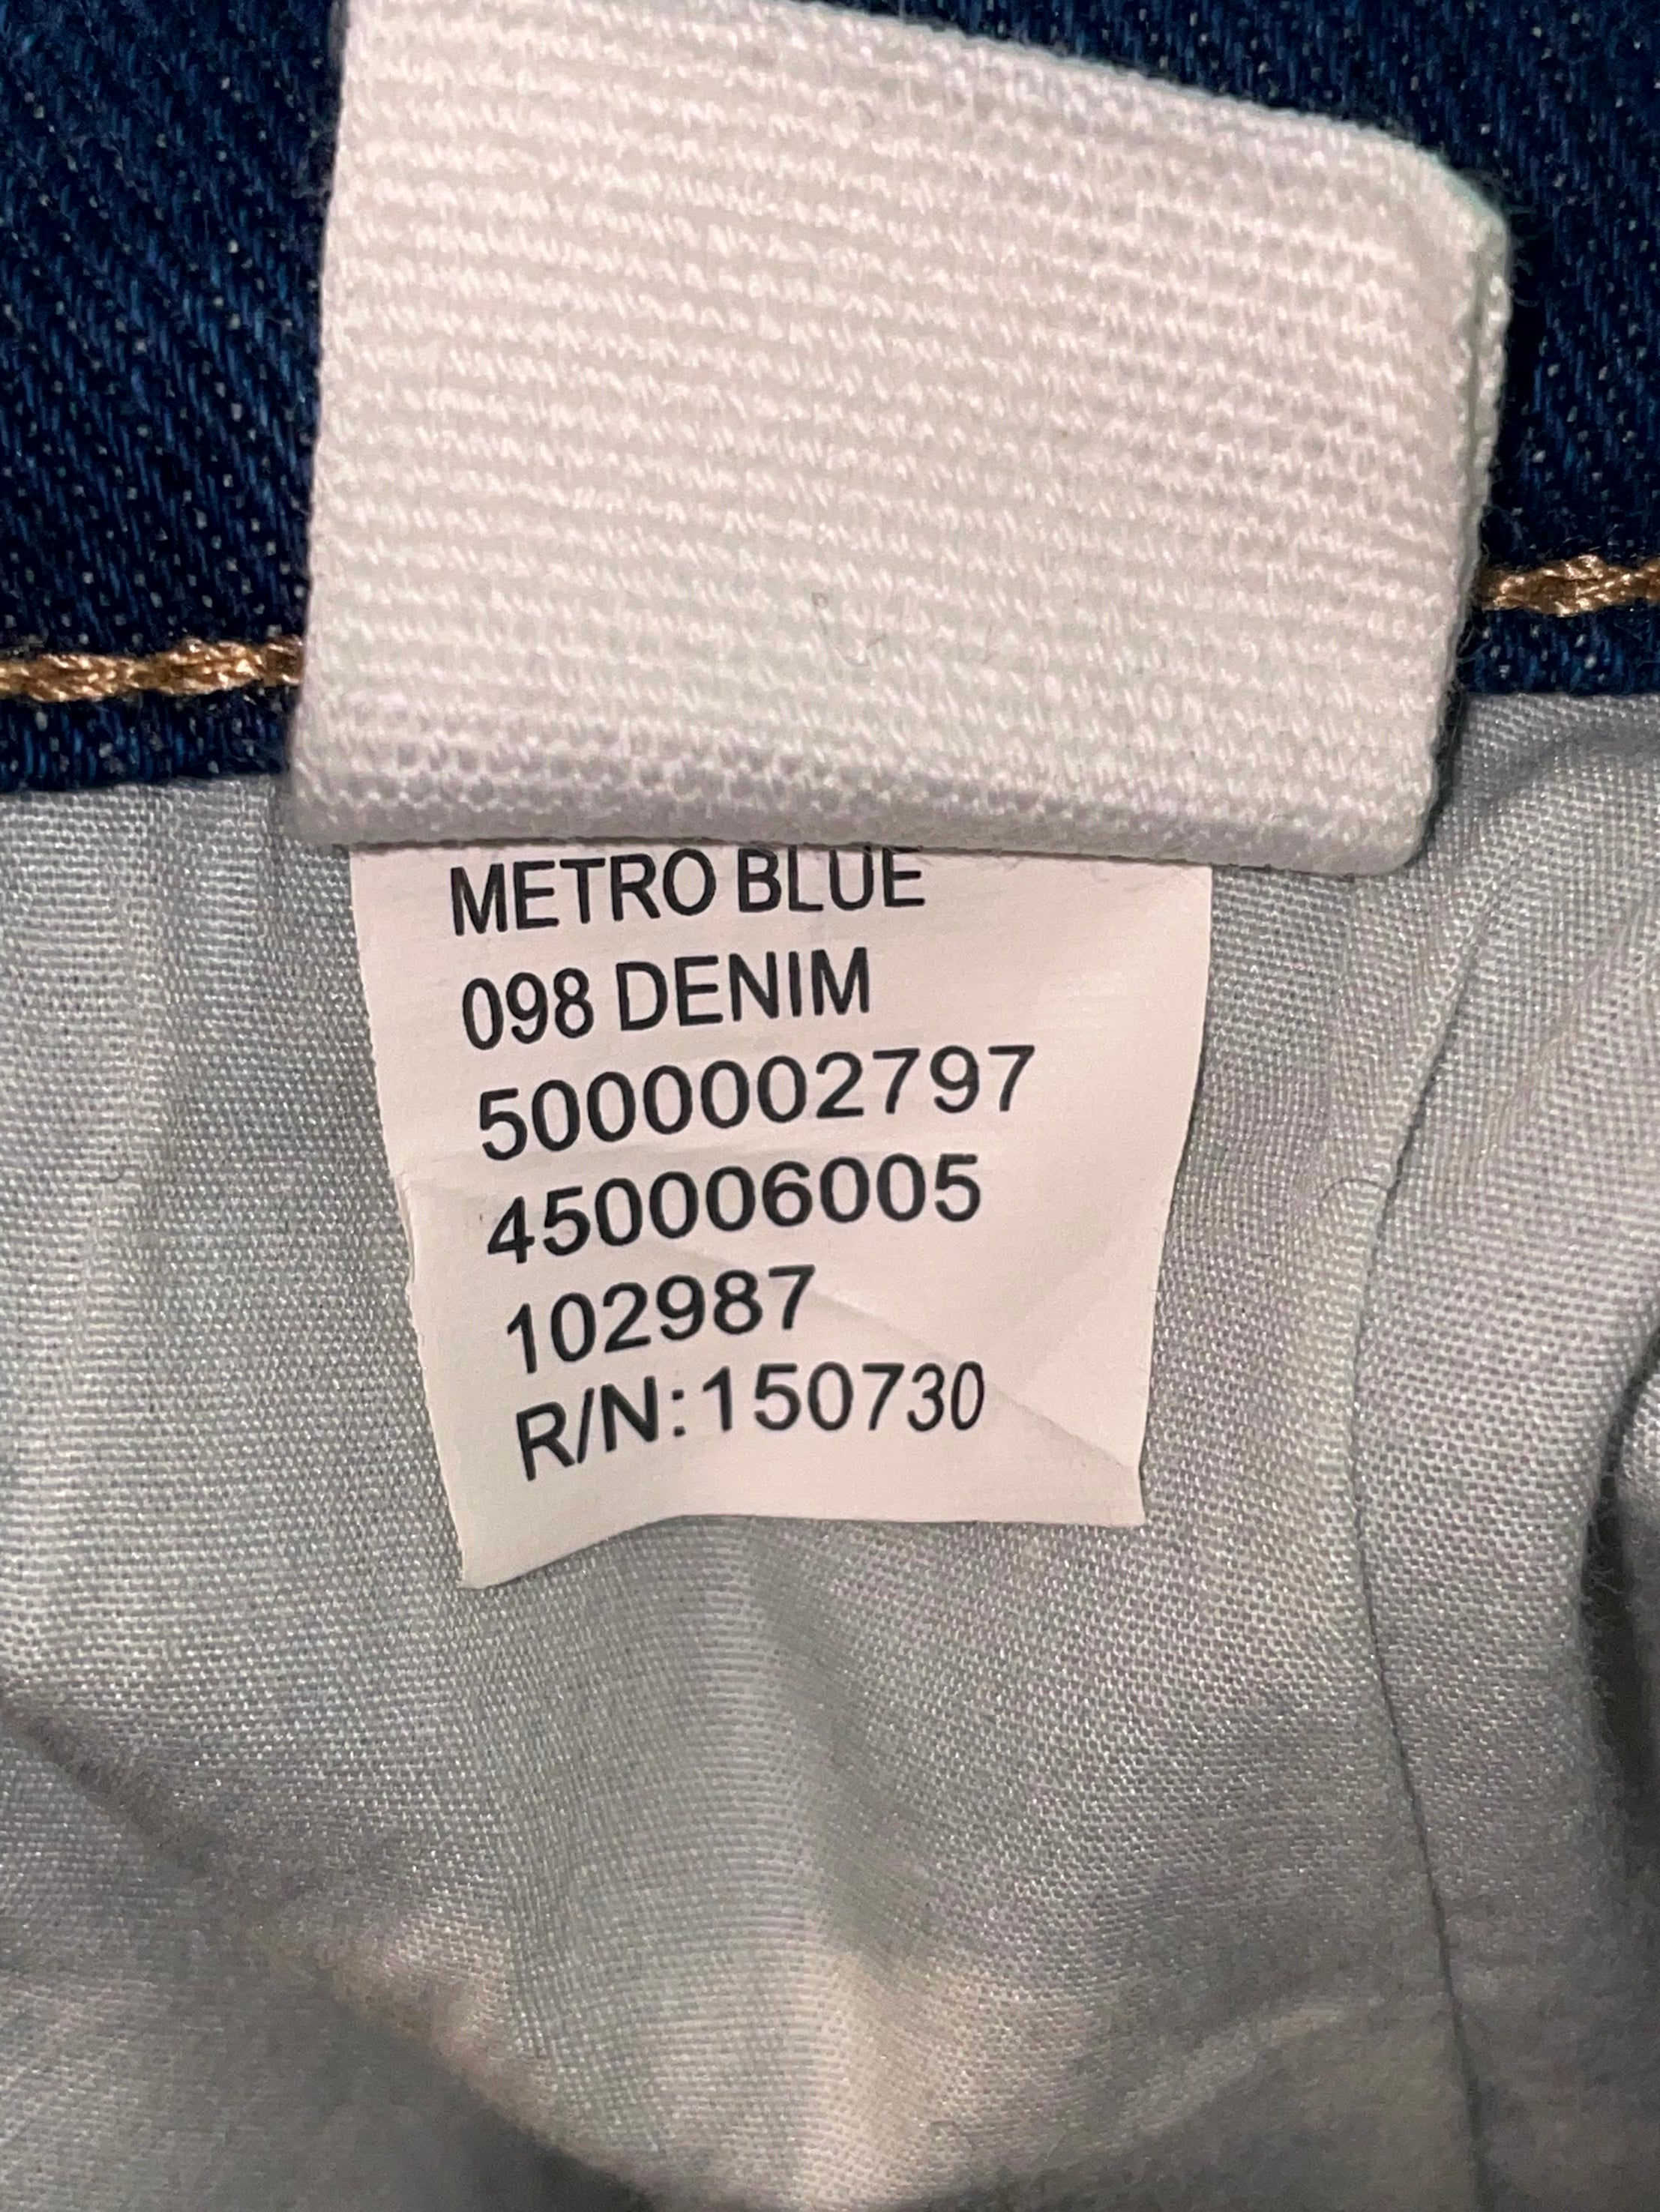 METRO BLUE
098 DENIM
5000002797
450006005
102987
R/N:150730